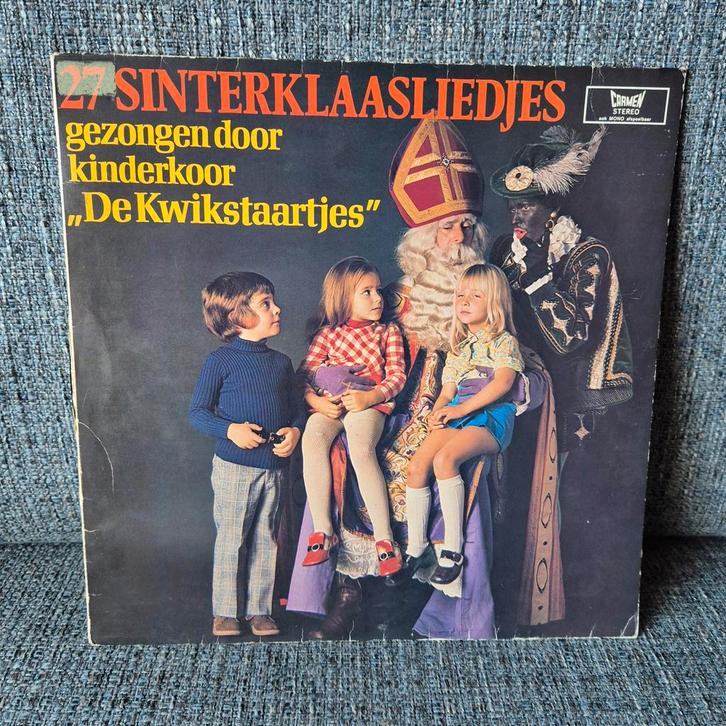 27 SINTERKLAASLIEDJES
gezongen door
kinderkoor
„De Kwikstaartjes”
CARMEN
STEREO
ook MONO afspeelbaar